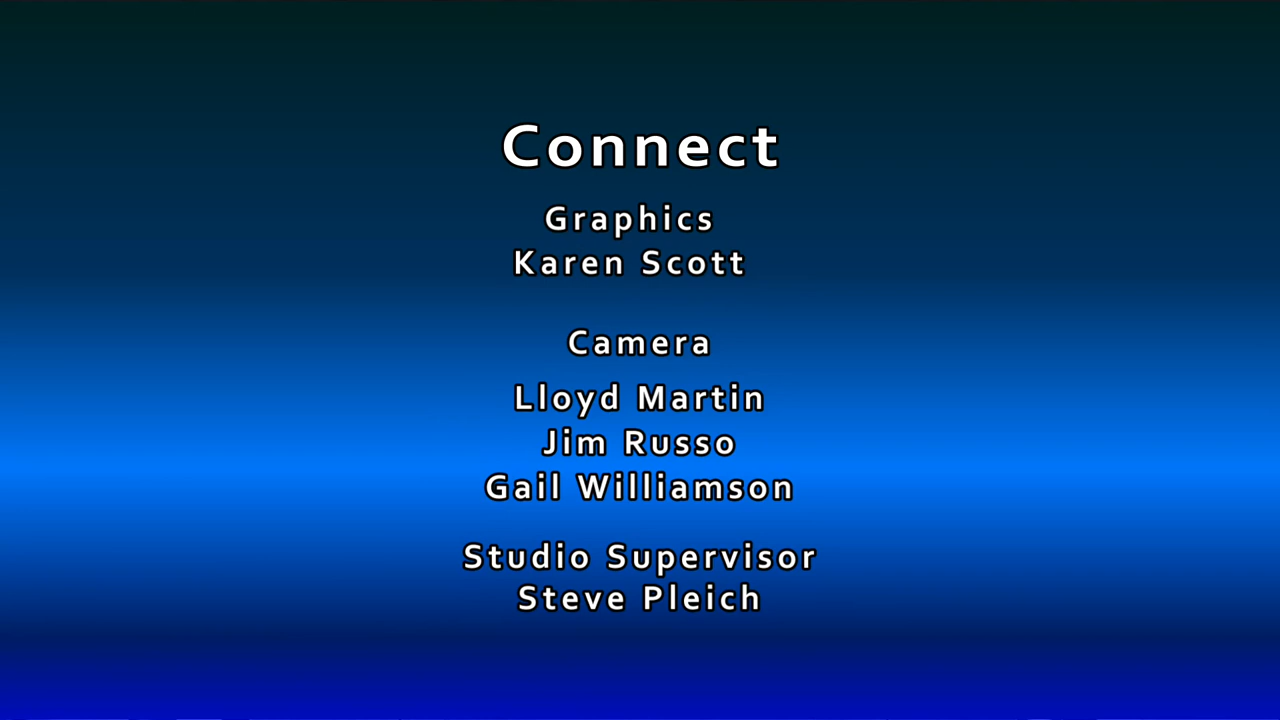 Connect
Graphics
Karen Scott
Camera
Lloyd Martin
Jim Russo
Gail Williamson
Studio Supervisor
Steve Pleich